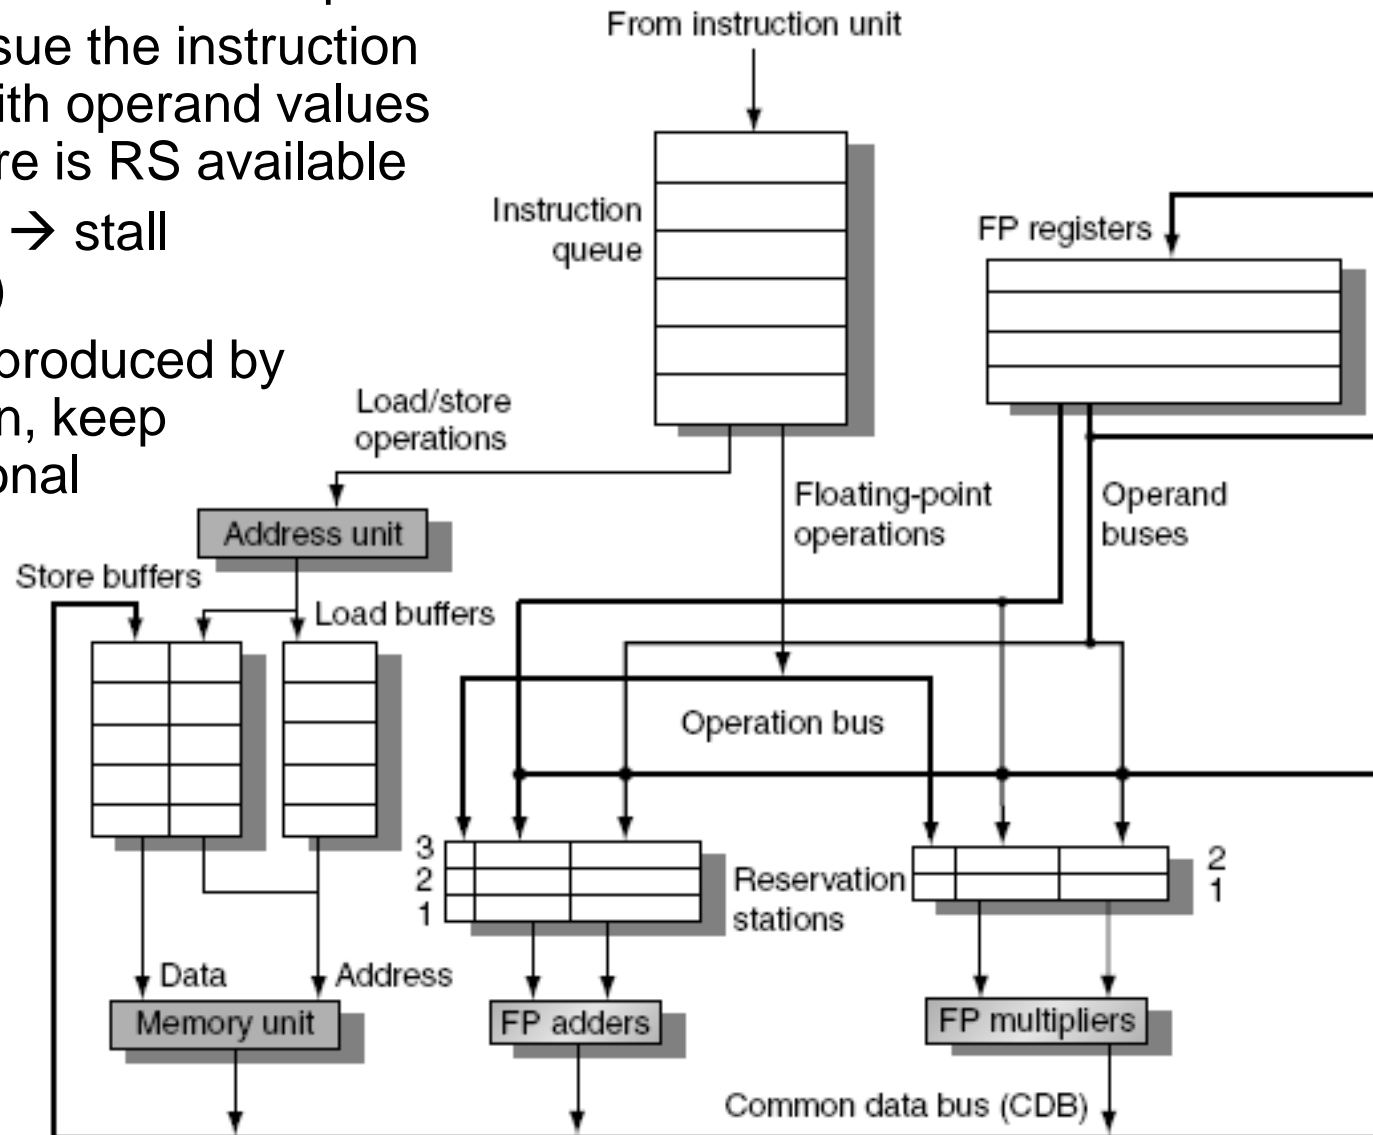 sue the instruction
ith operand values
re is RS available
→ stall
)
produced by
n, keep
onal
From instruction unit
Instruction
queue
FP registers
Load/store
operations
Floating-point
operations
Operand
buses
Address unit
Store buffers
Load buffers
Operation bus
3
2
1
Reservation
stations
2
1
Data
Address
Memory unit
FP adders
FP multipliers
Common data bus (CDB)